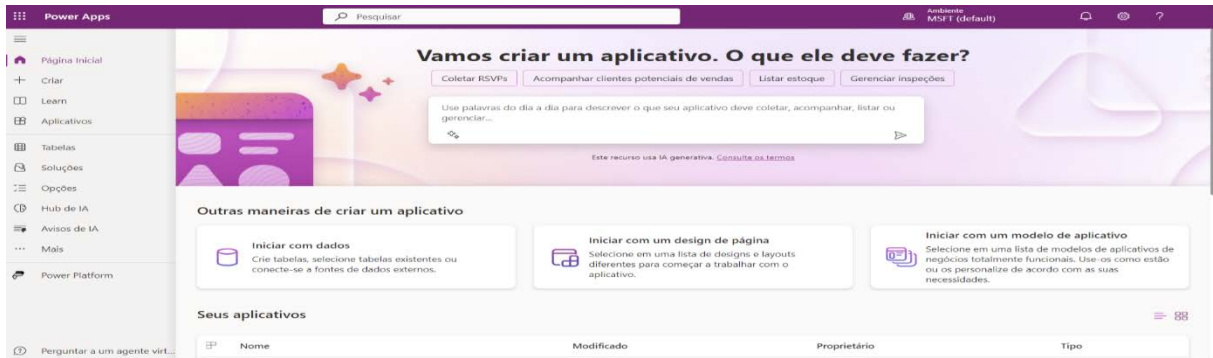 Power Apps
Pesquisar
Ambiente
MSFT (default)
Página Inicial
Criar
Learn
Aplicativos
Tabelas
Soluções
Opções
Hub de IA
Avisos de IA
Mais
Power Platform
Perguntar a um agente virt...
Vamos criar um aplicativo. O que ele deve fazer?
Coletar RSVPs
Acompanhar clientes potenciais de vendas
Listar estoque
Gerenciar inspeções
Use palavras do dia a dia para descrever o que seu aplicativo deve coletar, acompanhar, listar ou
gerenciar...
Este recurso usa IA generativa. Consulte os termos
Outras maneiras de criar um aplicativo
Iniciar com dados
Crie tabelas, selecione tabelas existentes ou
conecte-se a fontes de dados externos.
Iniciar com um design de página
Selecione em uma lista de designs e layouts
diferentes para começar a trabalhar com o
aplicativo.
Iniciar com um modelo de aplicativo
Selecione em uma lista de modelos de aplicativos de
negócios totalmente funcionais. Use-os como estão
ou os personalize de acordo com as suas
necessidades.
Seus aplicativos
Nome
Modificado
Proprietário
Tipo